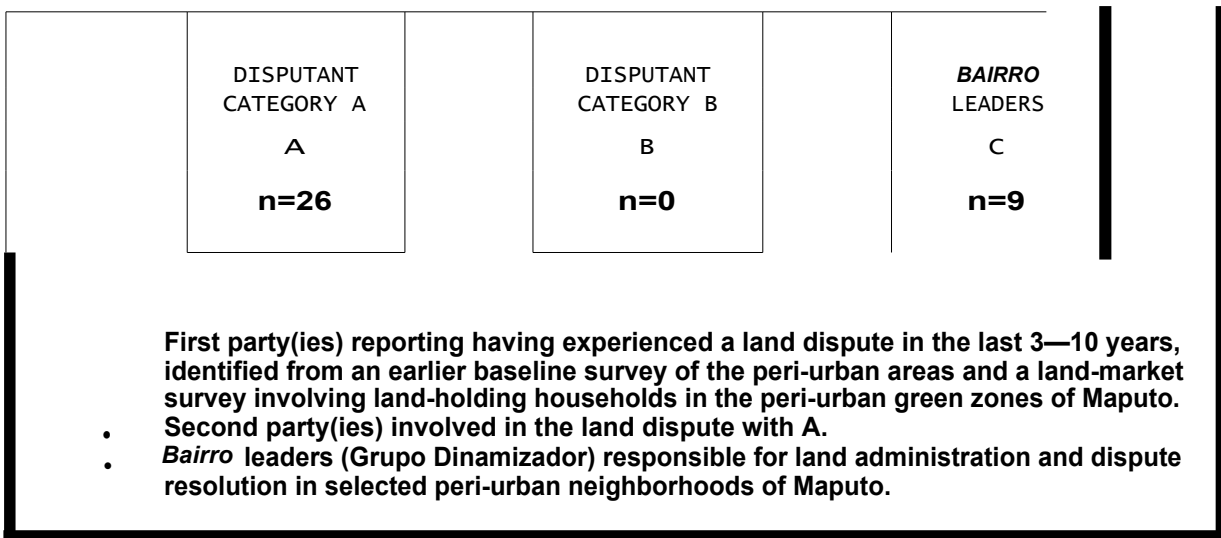 DISPUTANT
CATEGORY A
A
n=26
DISPUTANT
CATEGORY B
B
n=0
BAIRRO
LEADERS
C
n=9
First party(ies) reporting having experienced a land dispute in the last 3—10 years,
identified from an earlier baseline survey of the peri-urban areas and a land-market
survey involving land-holding households in the peri-urban green zones of Maputo.
• Second party(ies) involved in the land dispute with A.
• Bairro leaders (Grupo Dinamizador) responsible for land administration and dispute
resolution in selected peri-urban neighborhoods of Maputo.